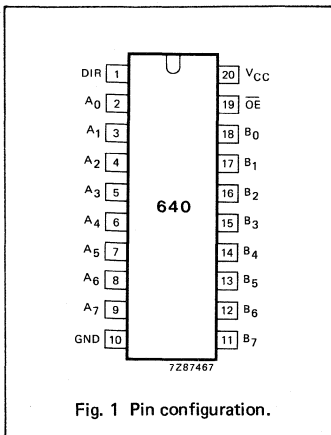 DIR 1 20 VCC
A0 2 19 OE
A1 3 18 B0
A2 4 17 B1
A3 5 16 B2
640
A4 6 15 B3
A5 7 14 B4
A6 8 13 B5
A7 9 12 B6
GND 10 11 B7
7Z87467
Fig. 1 Pin configuration.